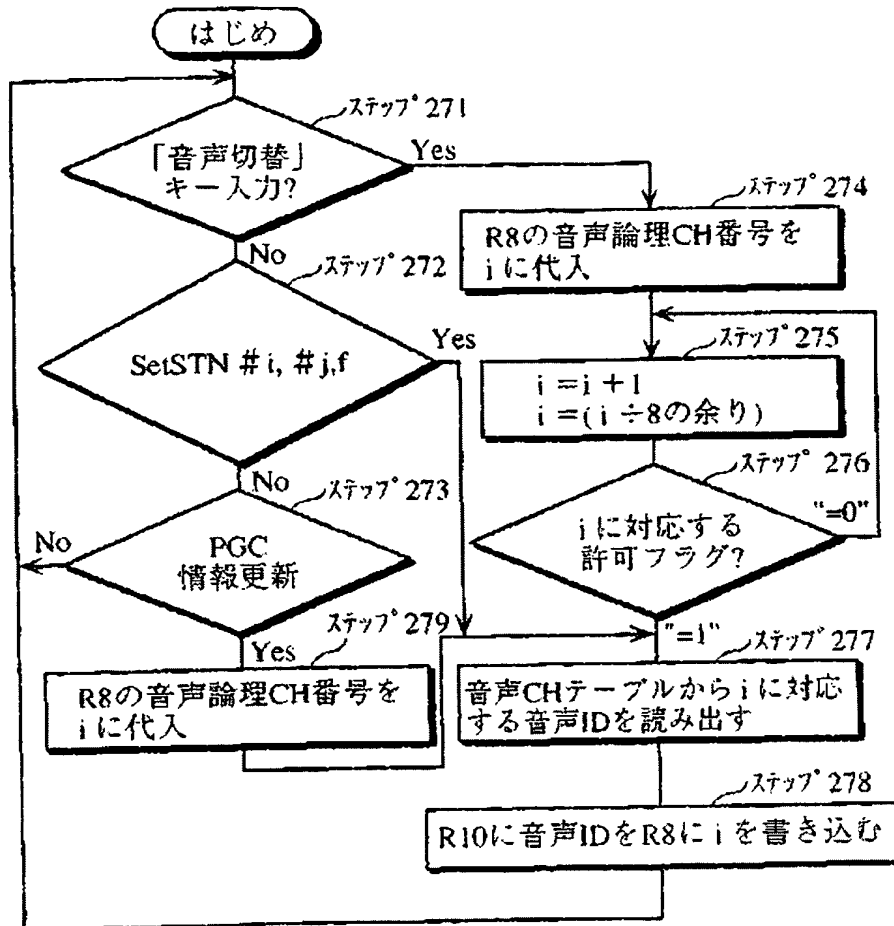 はじめ
ステップ271
「音声切替」
キー入力?
Yes
No
ステップ272
SetSTN #i, #j,f
Yes
No
ステップ273
PGC
情報更新
No
Yes
ステップ279
R8の音声論理CH番号を
iに代入
ステップ274
R8の音声論理CH番号を
iに代入
ステップ275
i=i+1
i=(i÷8の余り)
ステップ276
iに対応する
許可フラグ?
"=0"
"=1"
ステップ277
音声CHテーブルからiに対応
する音声IDを読み出す
ステップ278
R10に音声IDをR8にiを書き込む